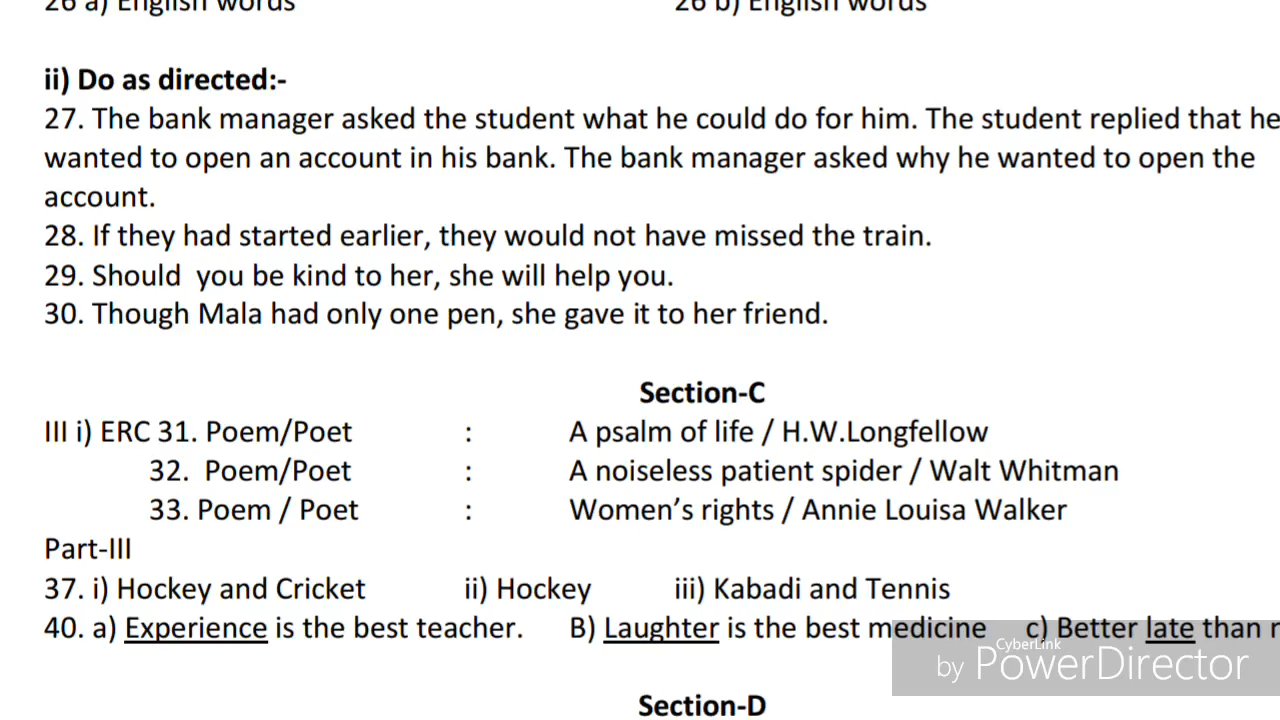 26 a) English words 26 b) English words
ii) Do as directed:-
27. The bank manager asked the student what he could do for him. The student replied that he
wanted to open an account in his bank. The bank manager asked why he wanted to open the
account.
28. If they had started earlier, they would not have missed the train.
29. Should you be kind to her, she will help you.
30. Though Mala had only one pen, she gave it to her friend.
Section-C
III i) ERC 31. Poem/Poet : A psalm of life / H.W.Longfellow
32. Poem/Poet : A noiseless patient spider / Walt Whitman
33. Poem / Poet : Women’s rights / Annie Louisa Walker
Part-III
37. i) Hockey and Cricket ii) Hockey iii) Kabadi and Tennis
40. a) Experience is the best teacher. B) Laughter is the best medicine c) Better late than
CyberLink
by PowerDirector
Section-D